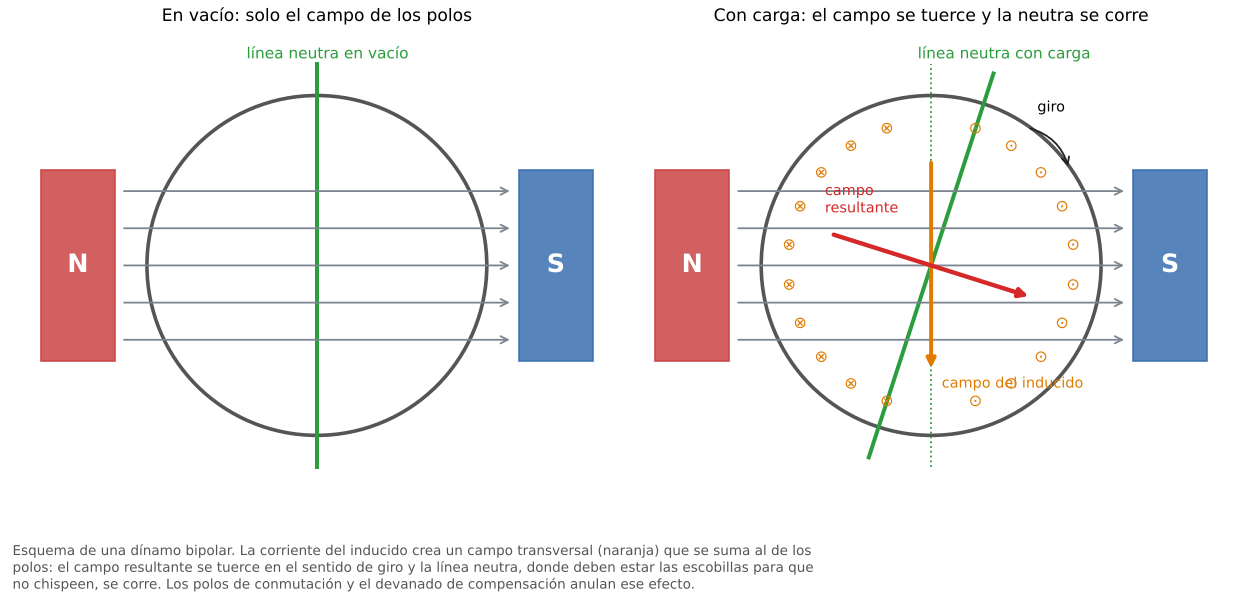 En vacío: solo el campo de los polos
Con carga: el campo se tuerce y la neutra se corre
línea neutra en vacío
línea neutra con carga
giro
campo
resultante
N
S
N
S
campo del inducido
Esquema de una dínamo bipolar. La corriente del inducido crea un campo transversal (naranja) que se suma al de los
polos: el campo resultante se tuerce en el sentido de giro y la línea neutra, donde deben estar las escobillas para que
no chispeen, se corre. Los polos de conmutación y el devanado de compensación anulan ese efecto.